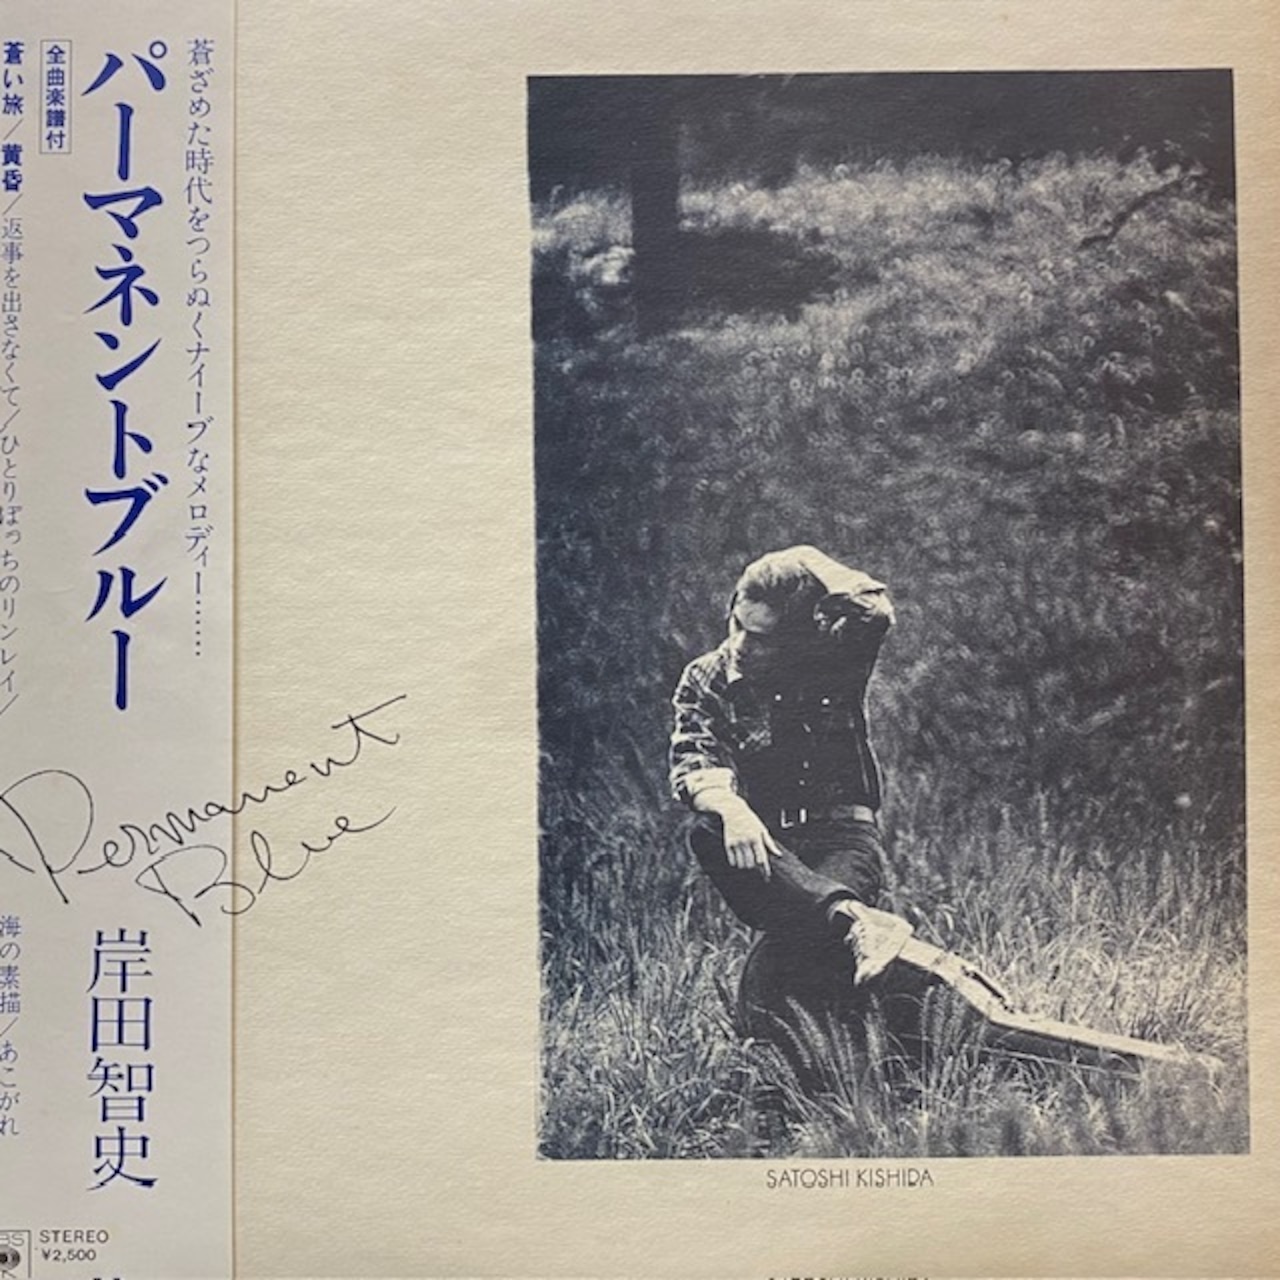 蒼ざめた時代をつらぬくナイーブなメロディー……
パーマネントブルー
岸田智史
全曲楽譜付
蒼い旅／黄昏／返事を出さなくて／ひとりぼっちのリンレイ／
海の素描／あこがれ
Permanent
Blue
STEREO
¥2,500
SATOSHI KISHIDA